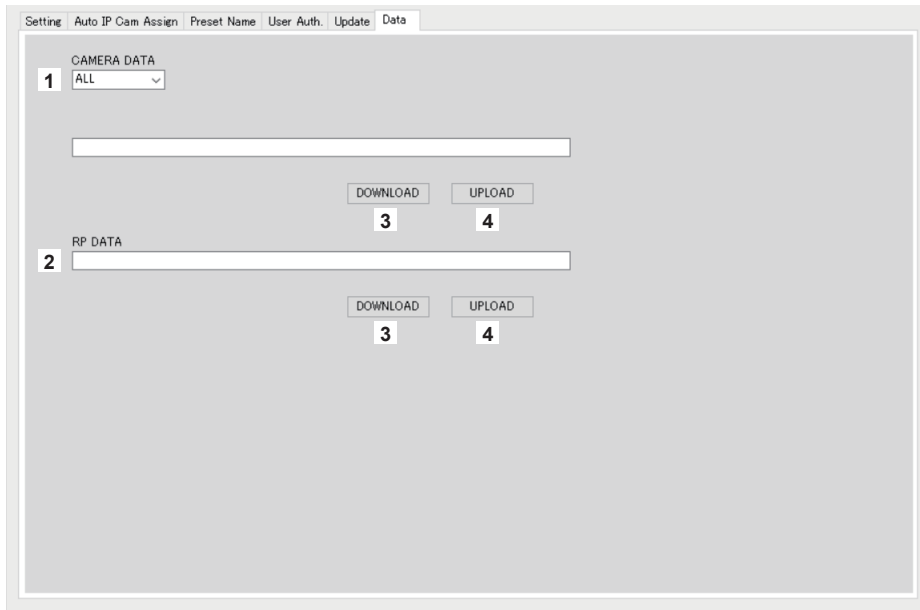 Setting Auto IP Cam Assign Preset Name User Auth. Update Data
CAMERA DATA
1 ALL
DOWNLOAD UPLOAD
3 4
RP DATA
2
DOWNLOAD UPLOAD
3 4